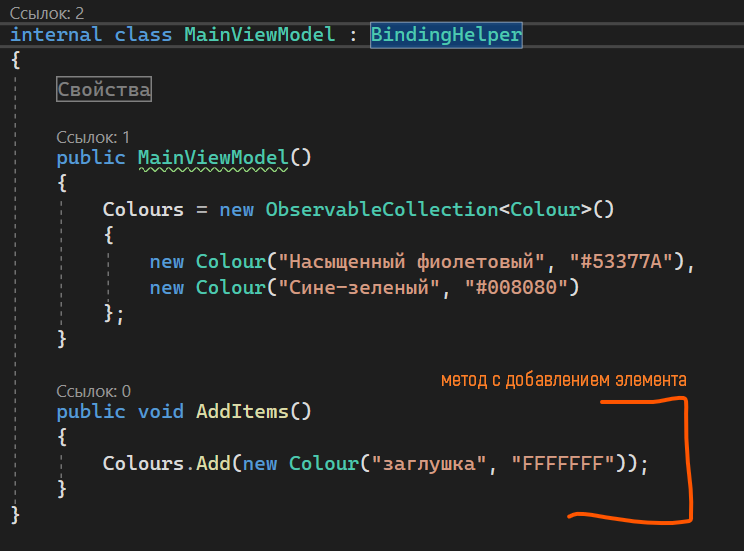 Ссылок: 2
internal class MainViewModel : BindingHelper
{
Свойства
Ссылок: 1
public MainViewModel()
{
Colours = new ObservableCollection<Colour>()
{
new Colour("Насыщенный фиолетовый", "#53377A"),
new Colour("Сине-зеленый", "#008080")
};
}
метод с добавлением элемента
Ссылок: 0
public void AddItems()
{
Colours.Add(new Colour("заглушка", "FFFFFFF"));
}
}